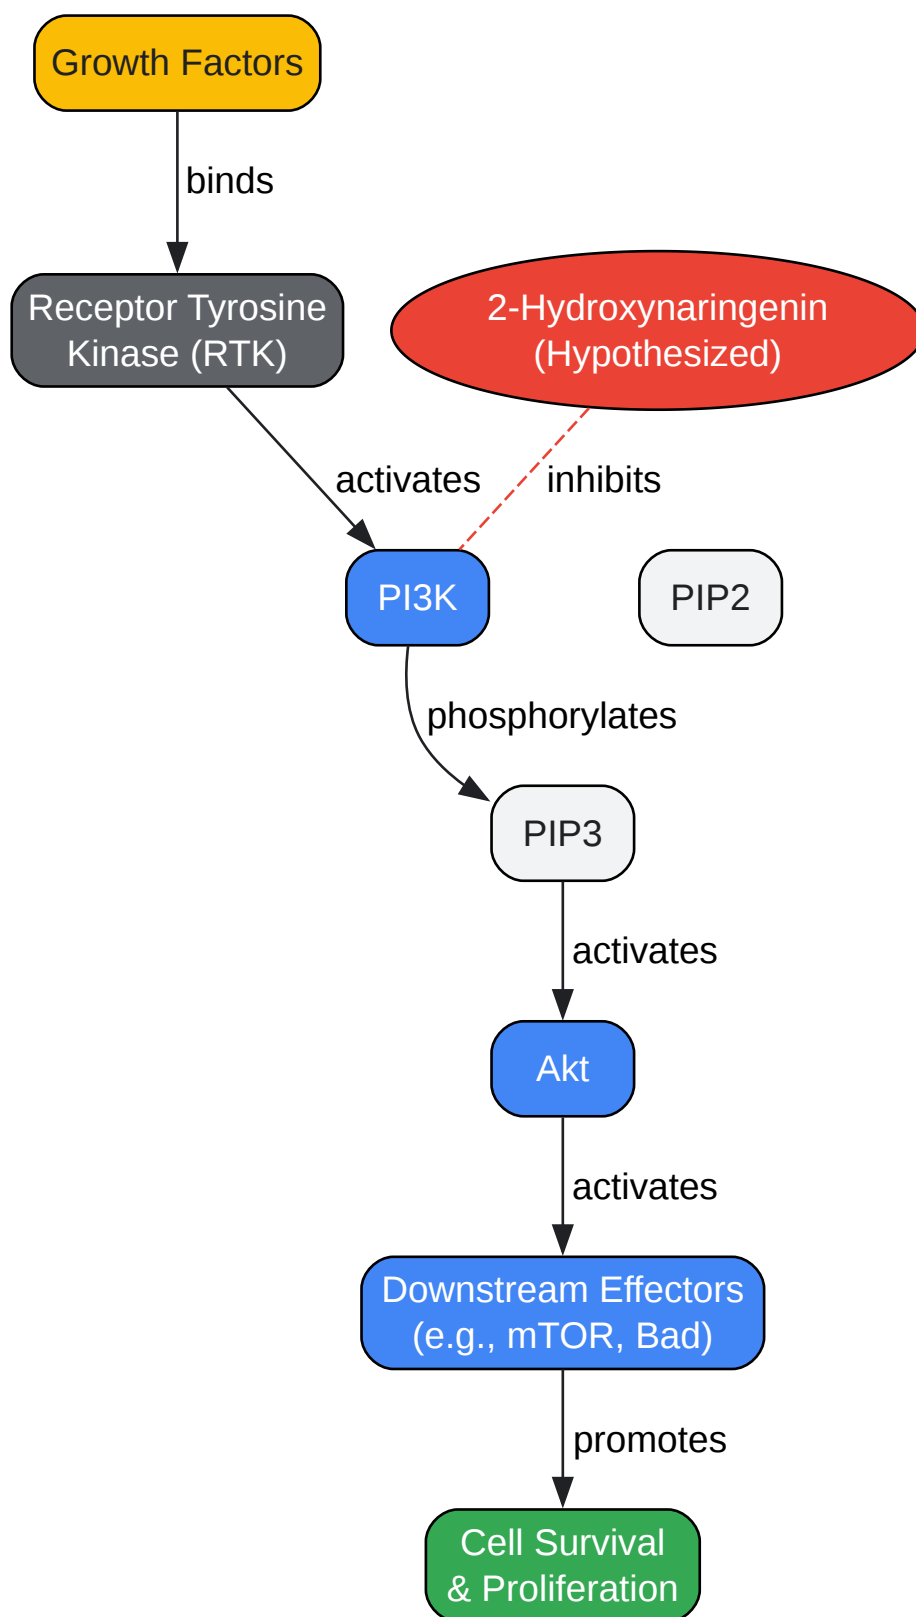 Growth Factors
binds
Receptor Tyrosine
Kinase (RTK)
2-Hydroxynaringenin
(Hypothesized)
activates
inhibits
PI3K
PIP2
phosphorylates
PIP3
activates
Akt
activates
Downstream Effectors
(e.g., mTOR, Bad)
promotes
Cell Survival
& Proliferation